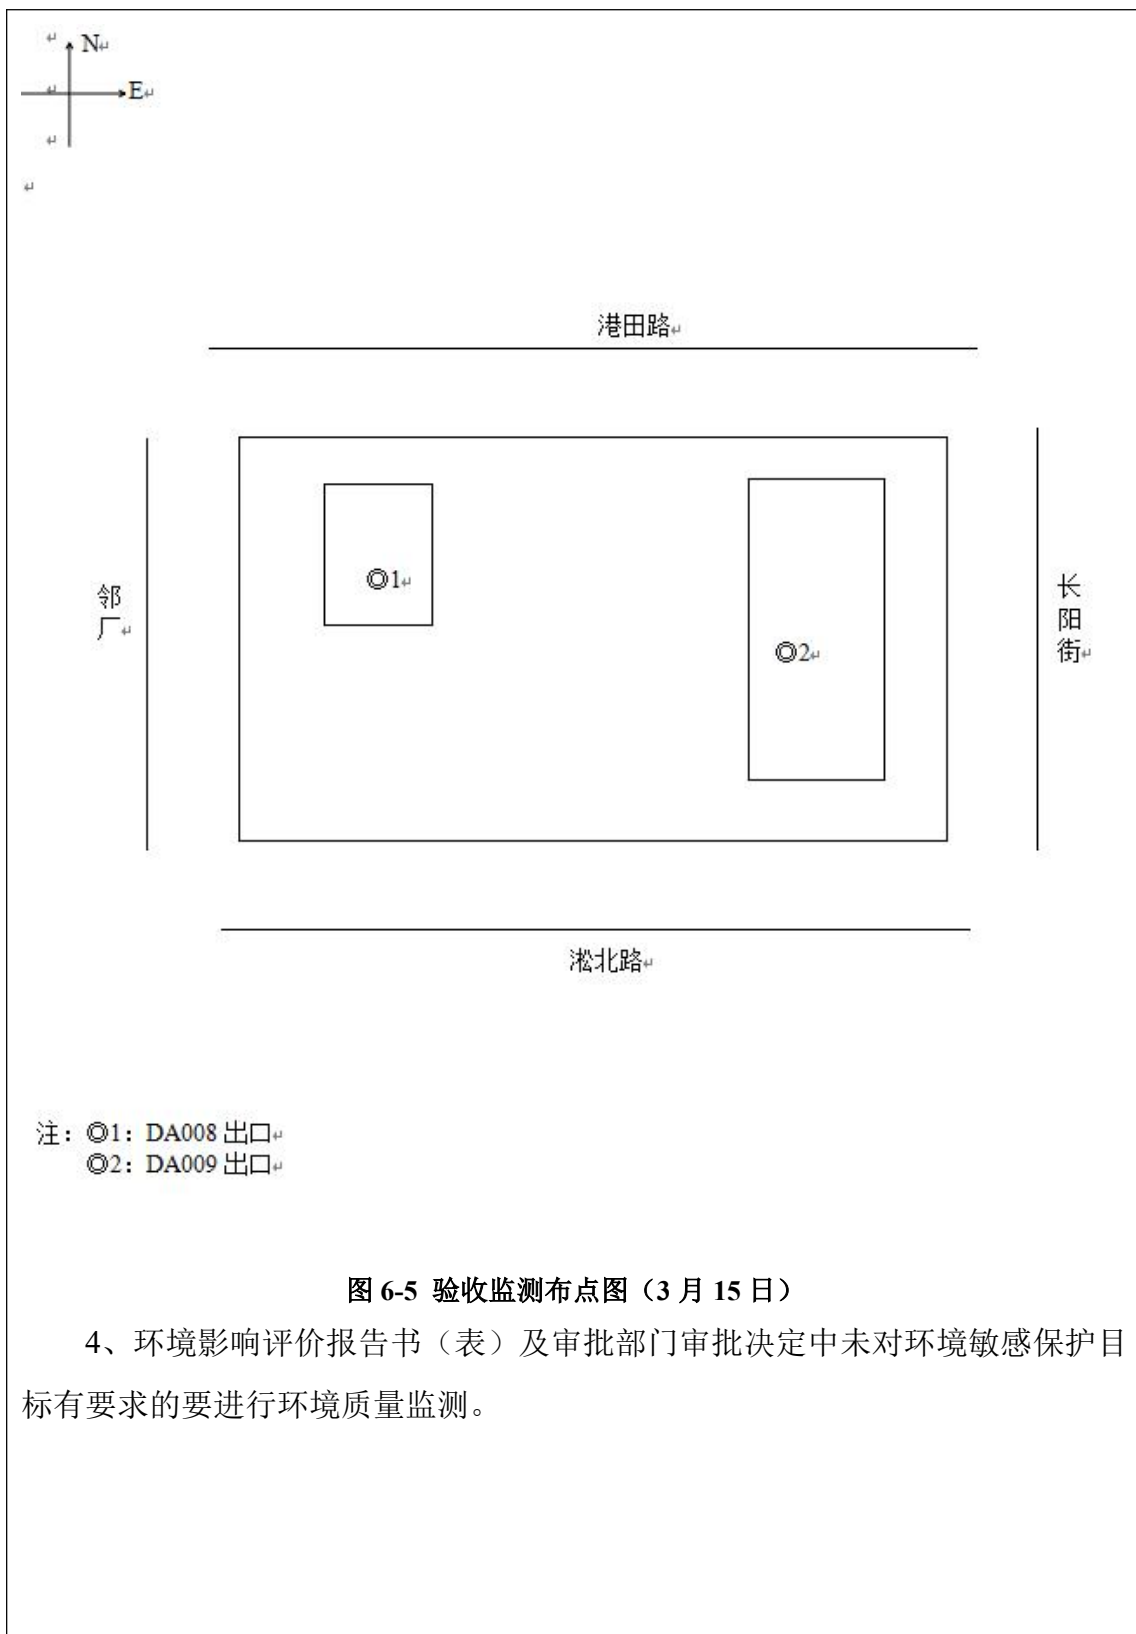 N
E
港田路
邻
厂
◎1
◎2
长
阳
街
淞北路
注：◎1：DA008 出口
◎2：DA009 出口
图 6-5 验收监测布点图（3 月 15 日）
4、环境影响评价报告书（表）及审批部门审批决定中未对环境敏感保护目
标有要求的要进行环境质量监测。